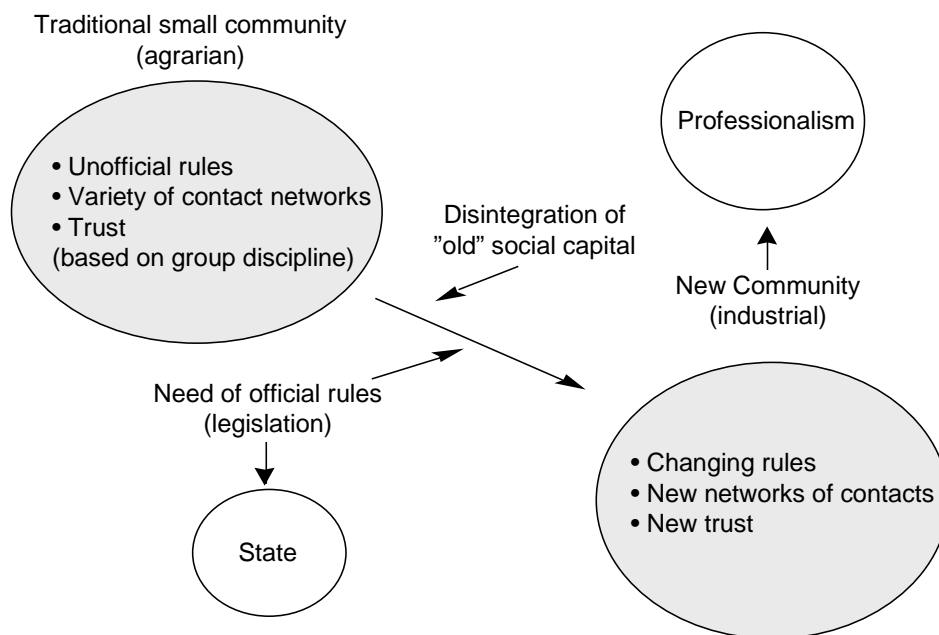 Traditional small community
(agrarian)
• Unofficial rules
• Variety of contact networks
• Trust
(based on group discipline)
Disintegration of
”old” social capital
Professionalism
New Community
(industrial)
Need of official rules
(legislation)
State
• Changing rules
• New networks of contacts
• New trust